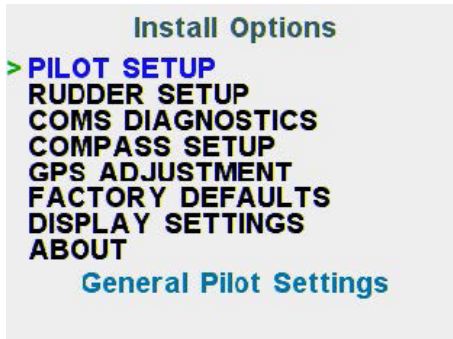 Install Options
> PILOT SETUP
RUDDER SETUP
COMS DIAGNOSTICS
COMPASS SETUP
GPS ADJUSTMENT
FACTORY DEFAULTS
DISPLAY SETTINGS
ABOUT
General Pilot Settings